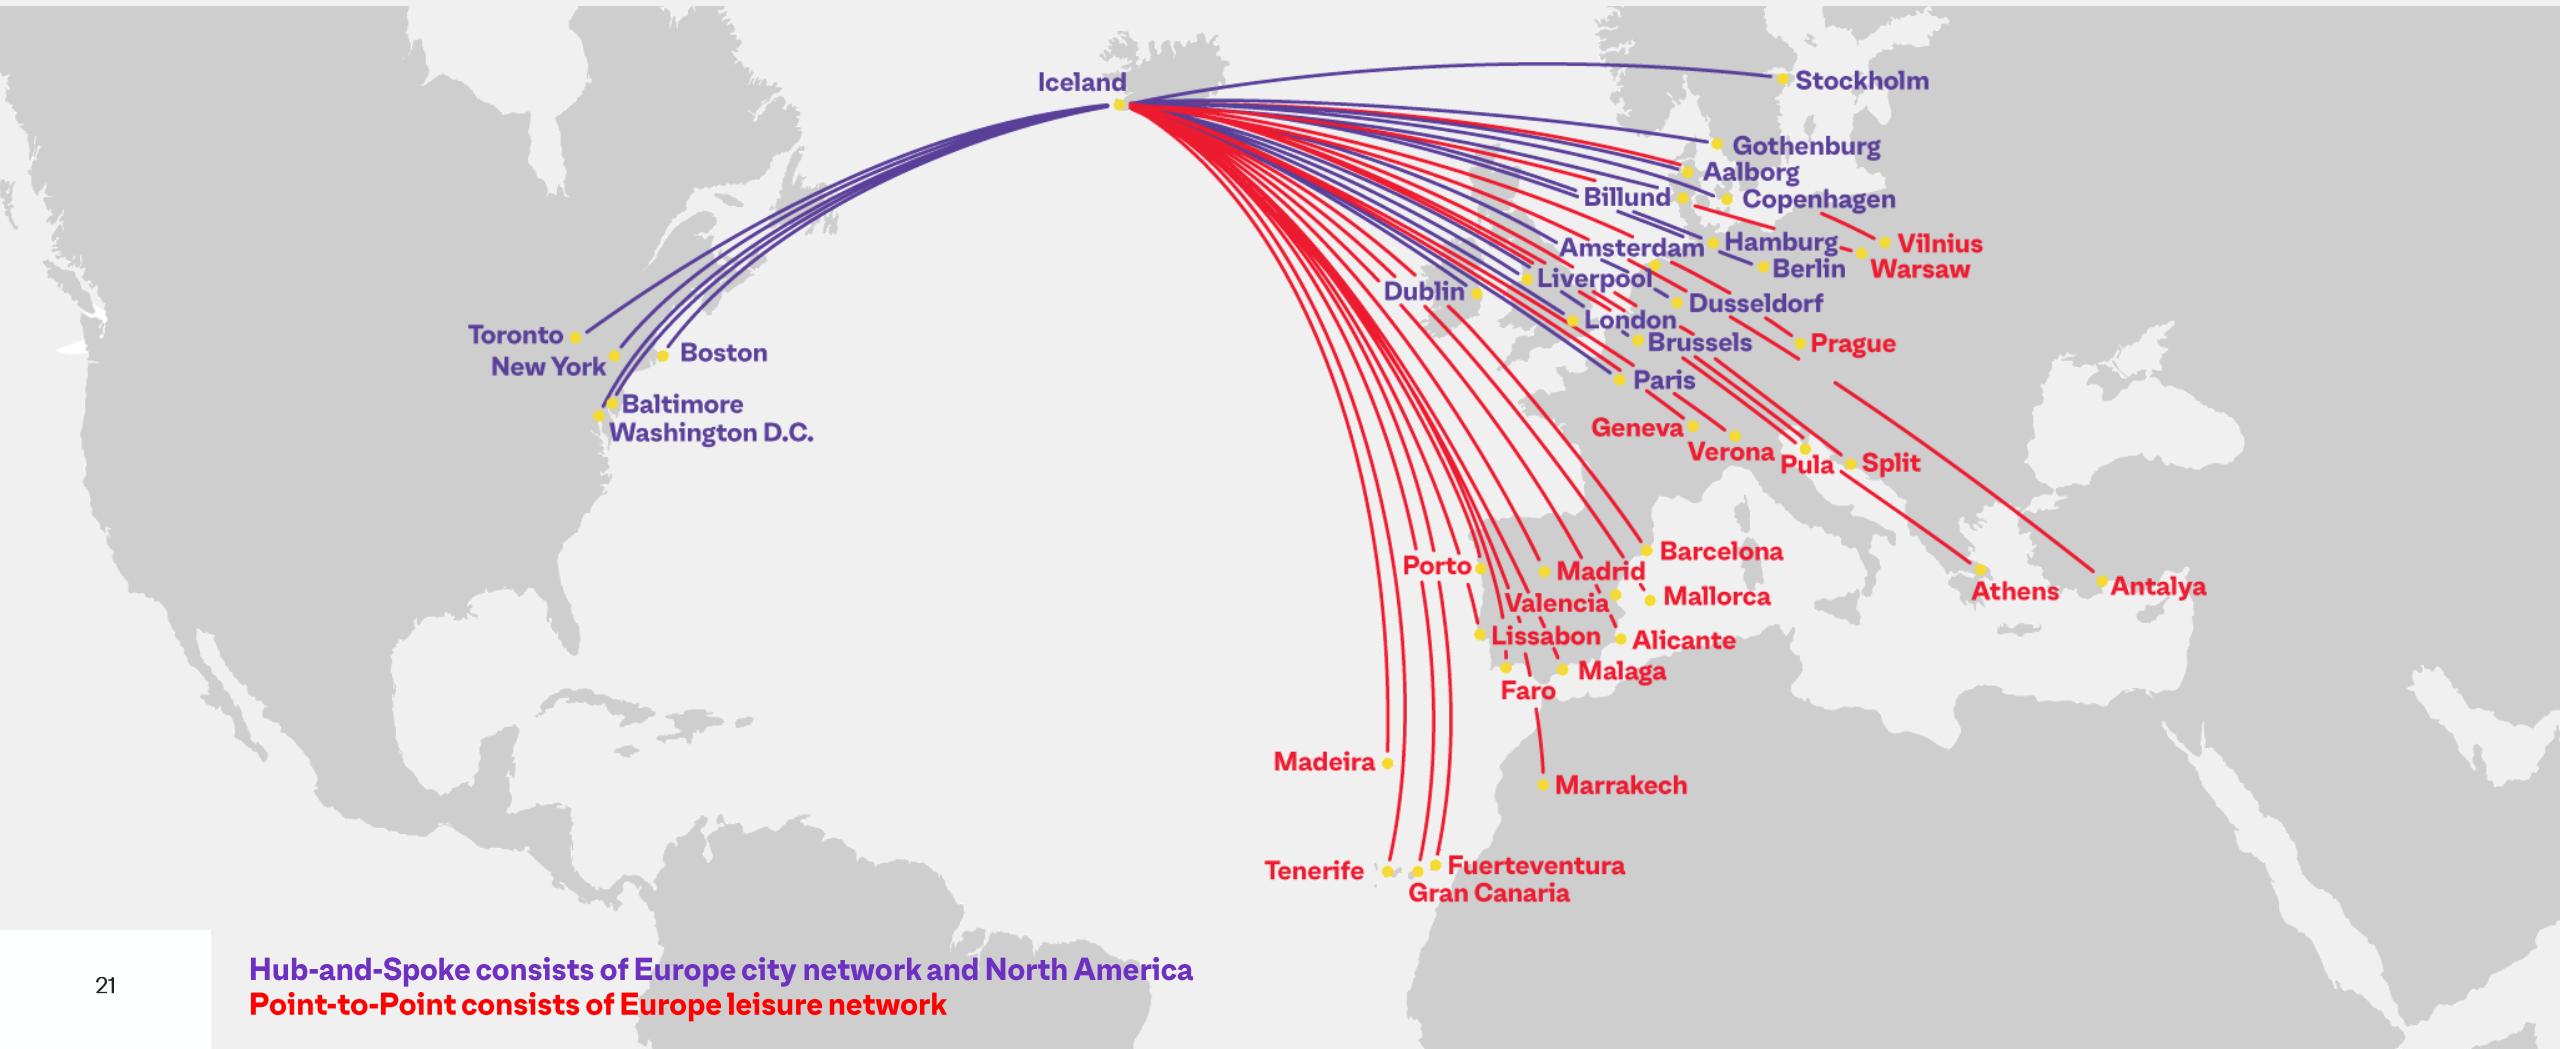 Iceland
Stockholm
Gothenburg
Aalborg
Billund
Copenhagen
Amsterdam
Hamburg
Vilnius
Berlin
Warsaw
Liverpool
Dublin
Dusseldorf
London
Brussels
Prague
Toronto
New York
Boston
Paris
Baltimore
Washington D.C.
Geneva
Verona
Pula
Split
Barcelona
Porto
Madrid
Athens
Antalya
Valencia
Mallorca
Lissabon
Alicante
Malaga
Faro
Madeira
Marrakech
Tenerife
Fuerteventura
Gran Canaria
21
Hub-and-Spoke consists of Europe city network and North America
Point-to-Point consists of Europe leisure network